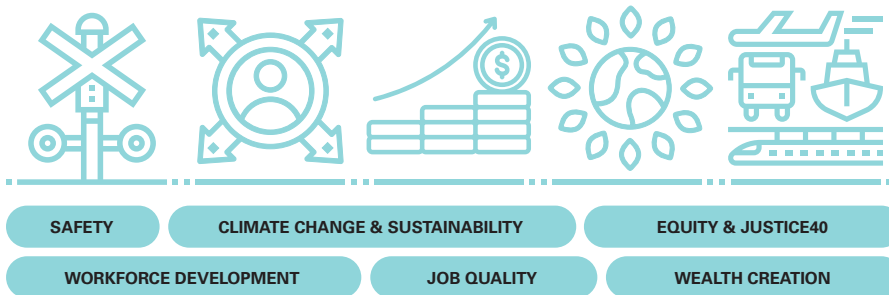 $
SAFETY CLIMATE CHANGE & SUSTAINABILITY EQUITY & JUSTICE40
WORKFORCE DEVELOPMENT JOB QUALITY WEALTH CREATION